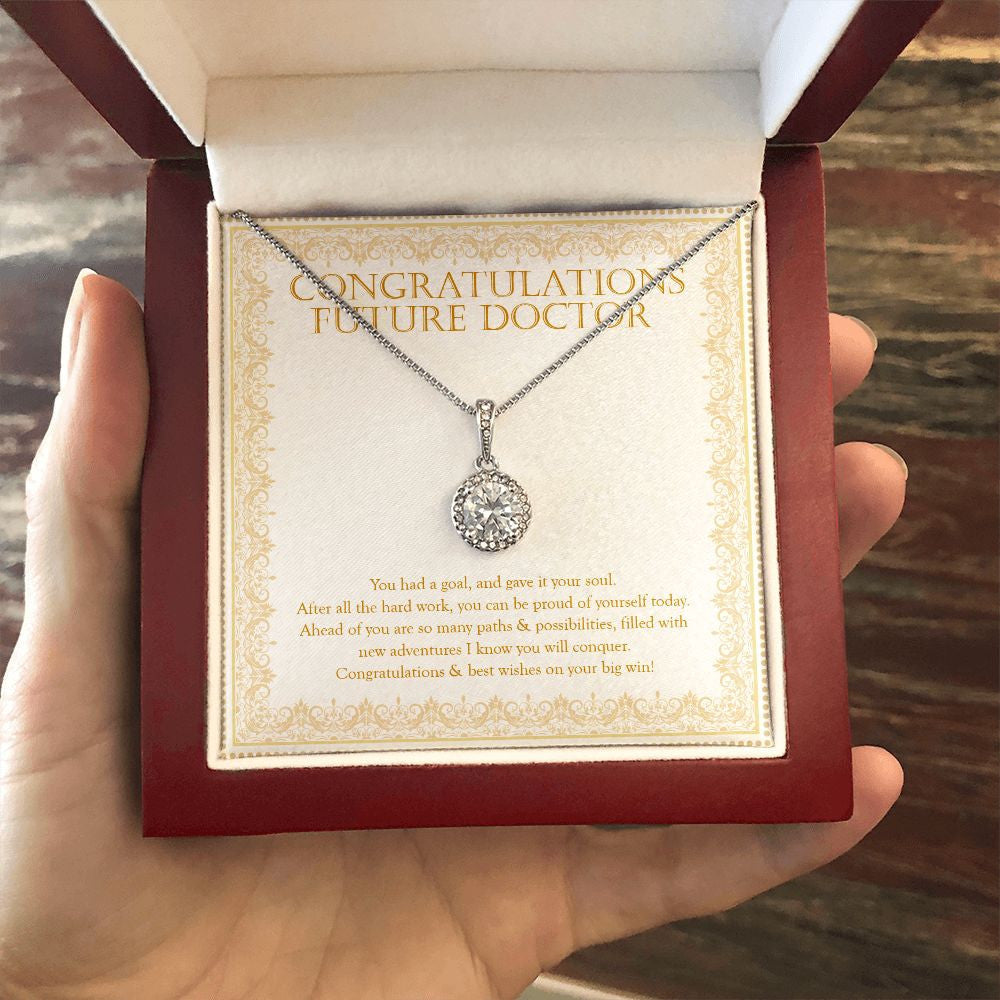 CONGRATULATIONS
FUTURE DOCTOR
You had a goal, and gave it your soul.
After all the hard work, you can be proud of yourself today.
Ahead of you are so many paths & possibilities, filled with
new adventures I know you will conquer.
Congratulations & best wishes on your big win!